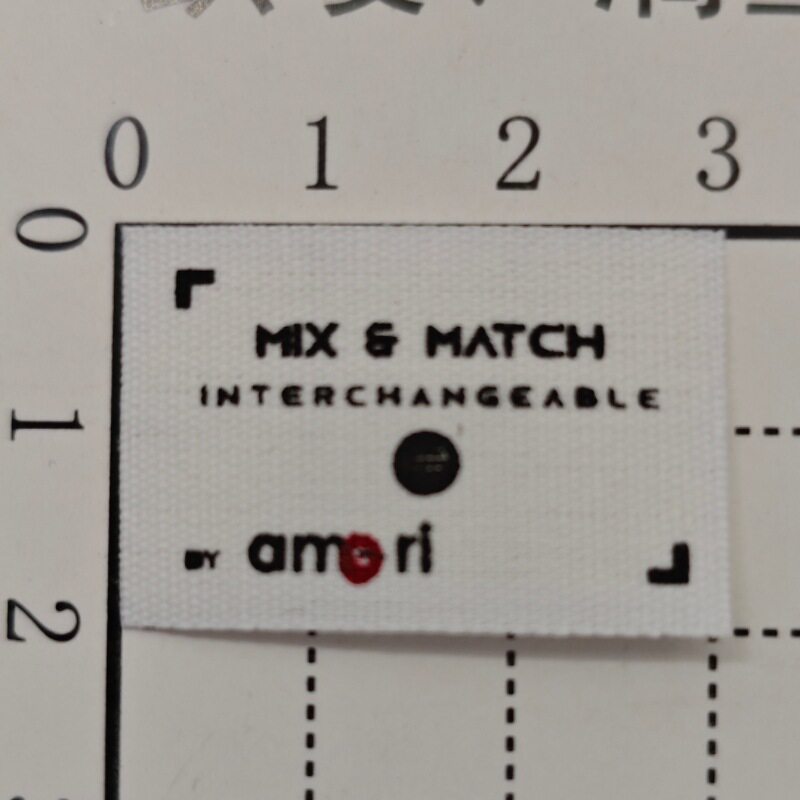 0 1 2 3
0
MIX & MATCH
INTERCHANGEABLE
1
BY amori
2